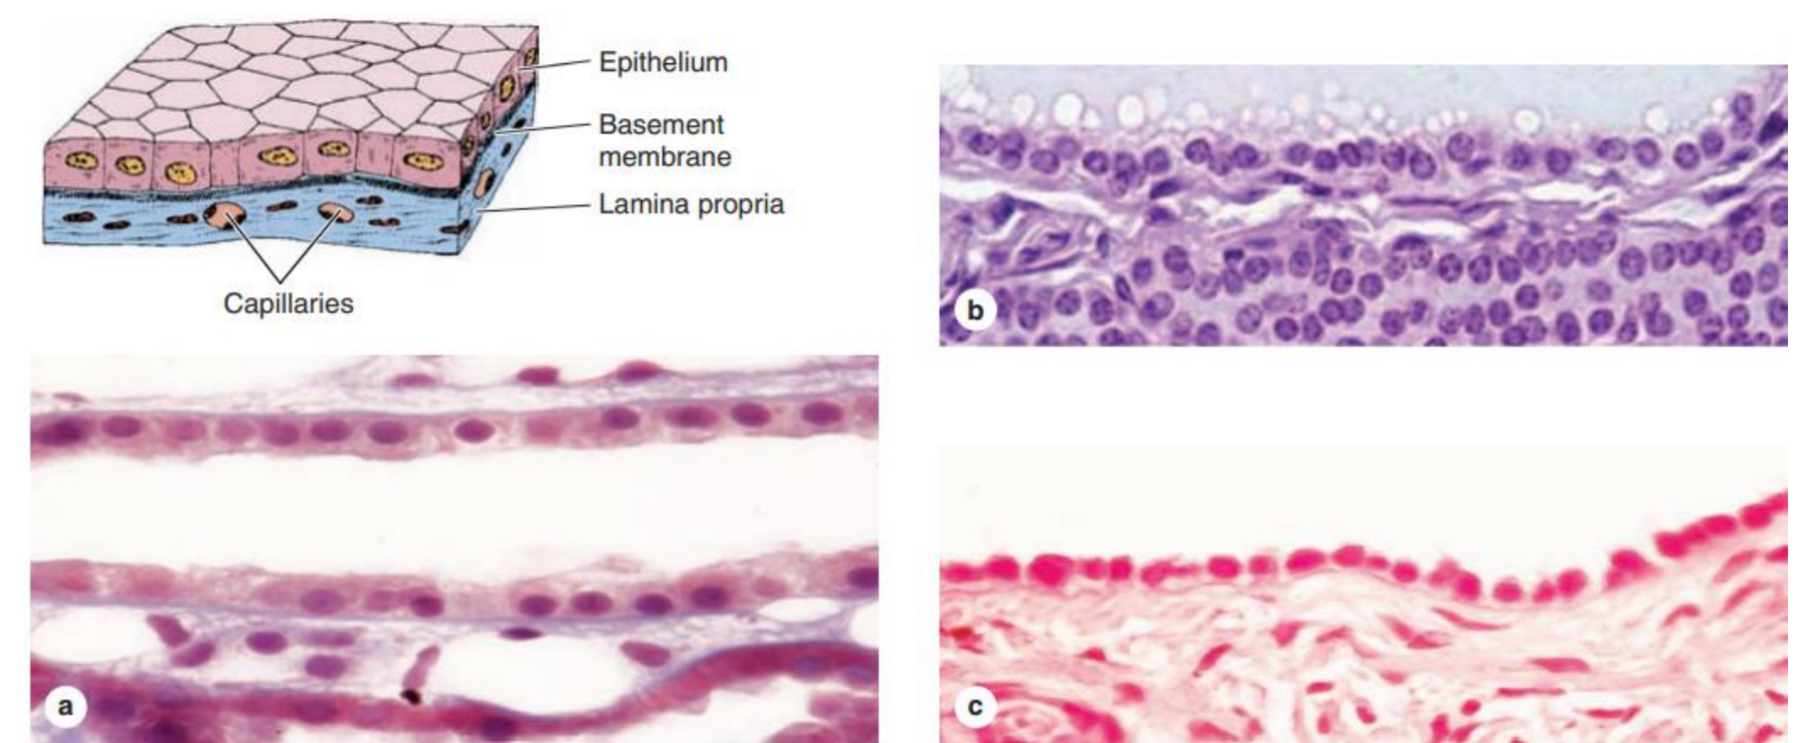 Epithelium
Basement
membrane
Lamina propria
Capillaries
b
a
c